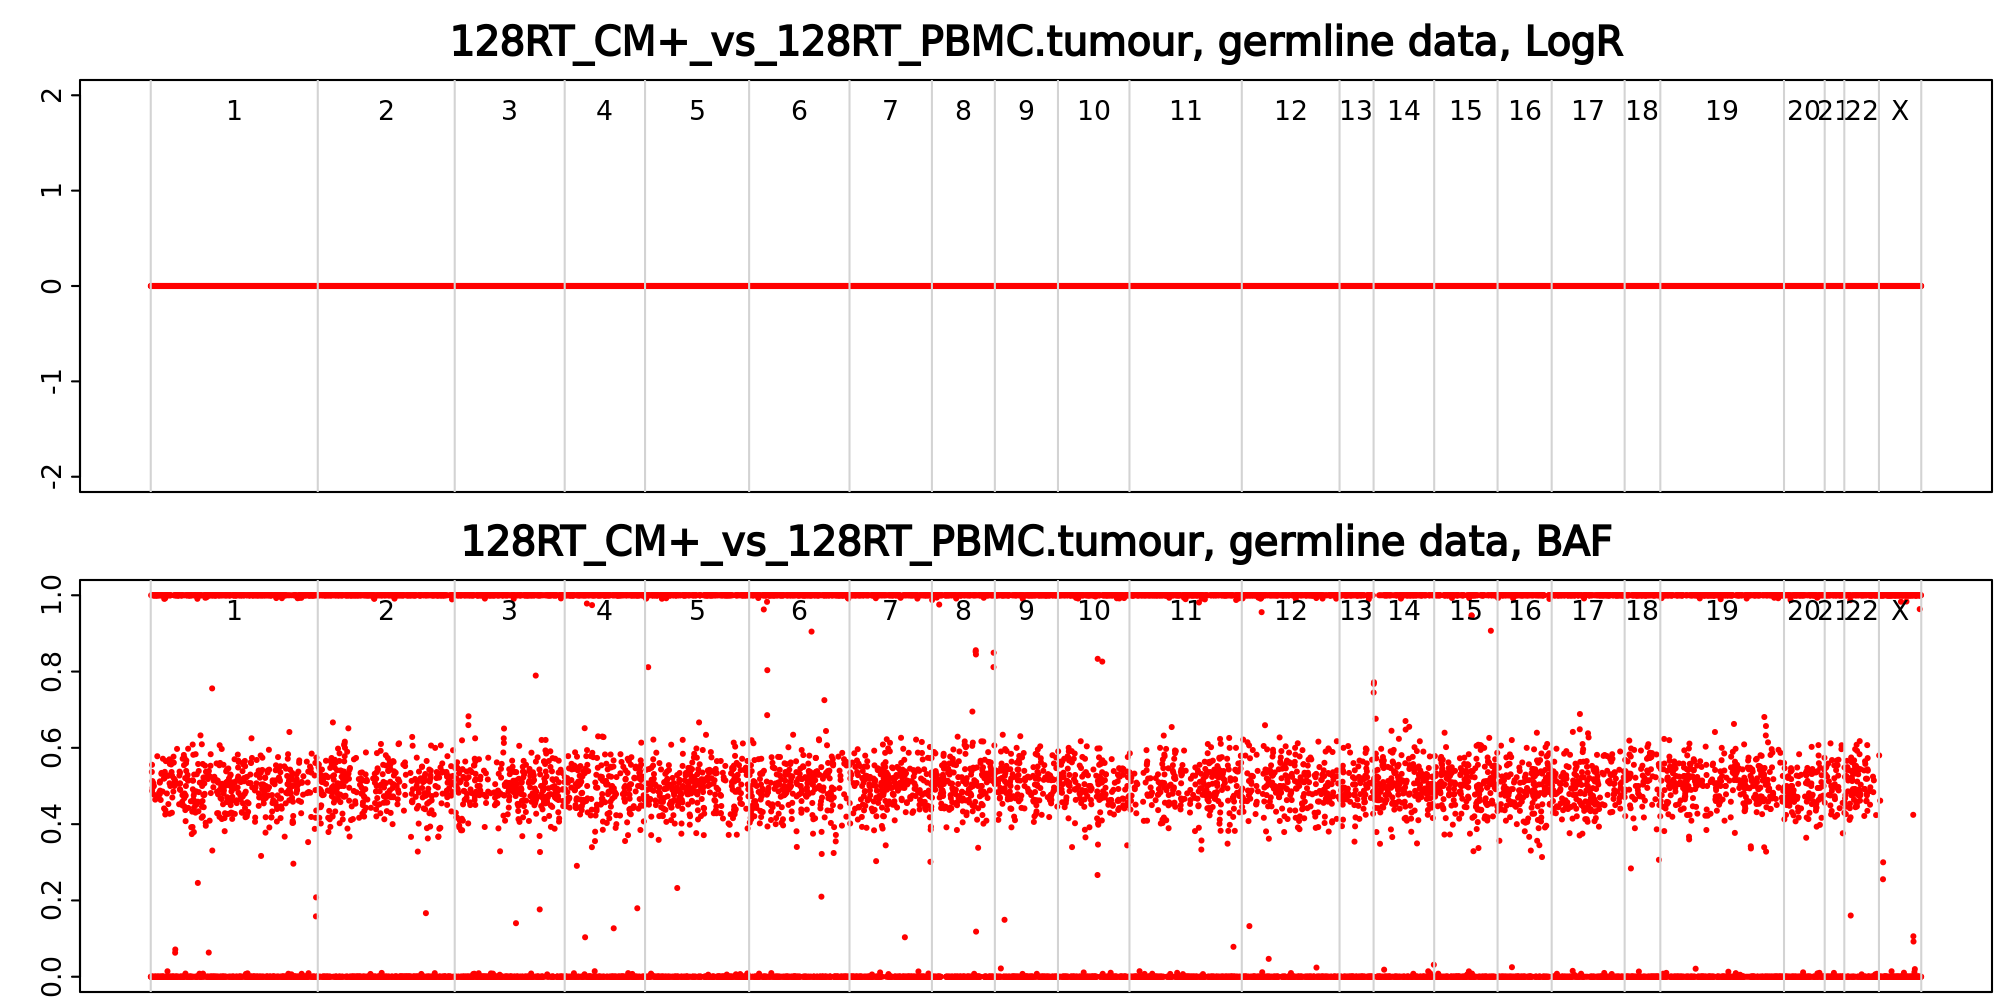 128RT_CM+_vs_128RT_PBMC.tumour, germline data, LogR
2
1
0
-1
-2
1 2 3 4 5 6 7 8 9 10 11 12 13 14 15 16 17 18 19 20 21 22 X
128RT_CM+_vs_128RT_PBMC.tumour, germline data, BAF
1.0
0.8
0.6
0.4
0.2
0.0
1 2 3 4 5 6 7 8 9 10 11 12 13 14 15 16 17 18 19 20 21 22 X